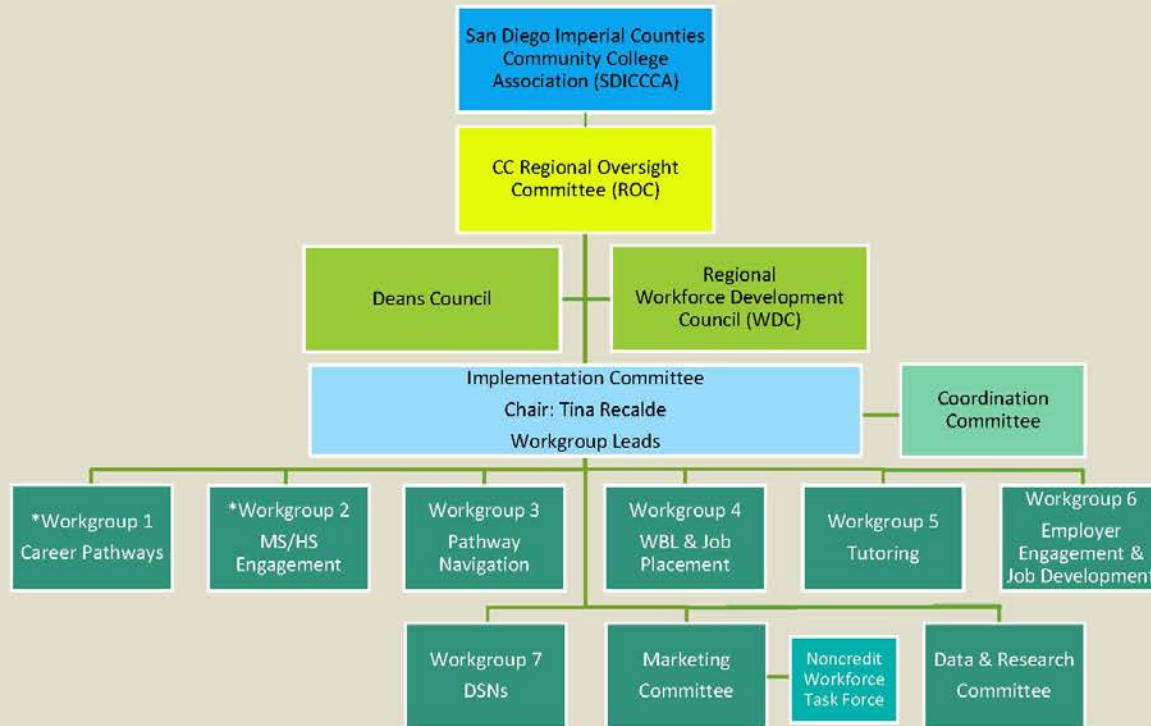 San Diego Imperial Counties
Community College
Association (SDICCCA)
CC Regional Oversight
Committee (ROC)
Deans Council
Regional
Workforce Development
Council (WDC)
Implementation Committee
Chair: Tina Recalde
Workgroup Leads
Coordination
Committee
*Workgroup 1
Career Pathways
*Workgroup 2
MS/HS
Engagement
Workgroup 3
Pathway
Navigation
Workgroup 4
WBL & Job
Placement
Workgroup 5
Tutoring
Workgroup 6
Employer
Engagement &
Job Development
Workgroup 7
DSNs
Marketing
Committee
Noncredit
Workforce
Task Force
Data & Research
Committee